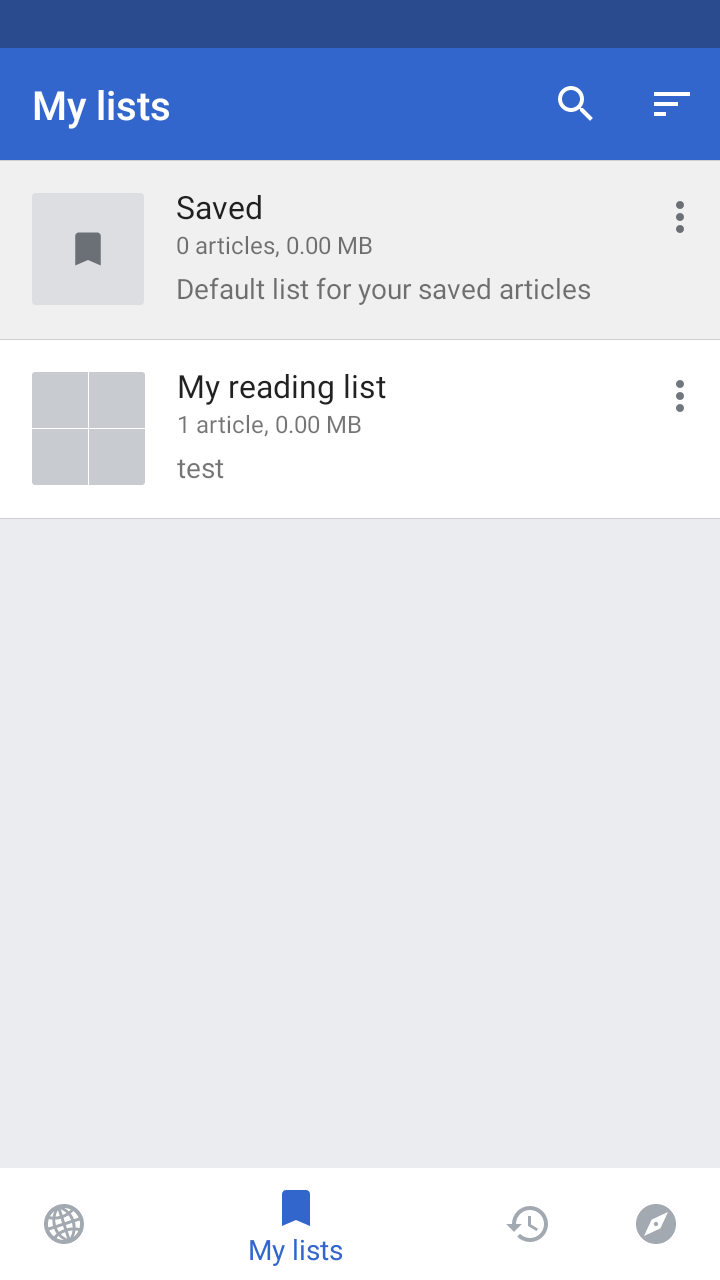 My lists
Saved
0 articles, 0.00 MB
Default list for your saved articles
My reading list
1 article, 0.00 MB
test
My lists